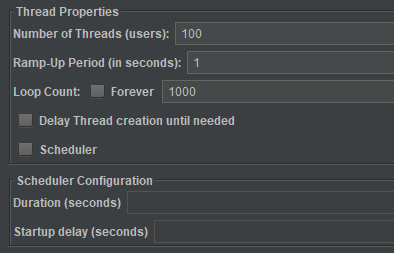 Thread Properties
Number of Threads (users): 100
Ramp-Up Period (in seconds): 1
Loop Count: Forever 1000
Delay Thread creation until needed
Scheduler
Scheduler Configuration
Duration (seconds)
Startup delay (seconds)